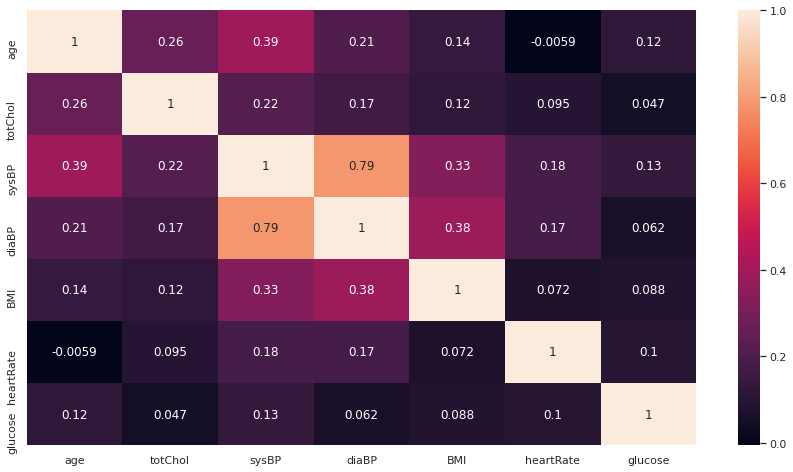 age 1 0.26 0.39 0.21 0.14 -0.0059 0.12
totChol 0.26 1 0.22 0.17 0.12 0.095 0.047
sysBP 0.39 0.22 1 0.79 0.33 0.18 0.13
diaBP 0.21 0.17 0.79 1 0.38 0.17 0.062
BMI 0.14 0.12 0.33 0.38 1 0.072 0.088
heartRate -0.0059 0.095 0.18 0.17 0.072 1 0.1
glucose 0.12 0.047 0.13 0.062 0.088 0.1 1
age totChol sysBP diaBP BMI heartRate glucose
1.0
0.8
0.6
0.4
0.2
0.0